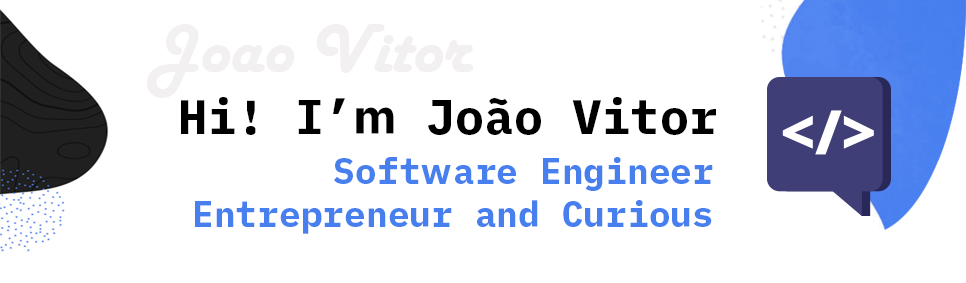 Joao Vitor
Hi! I’m João Vitor
Software Engineer
Entrepreneur and Curious
</>